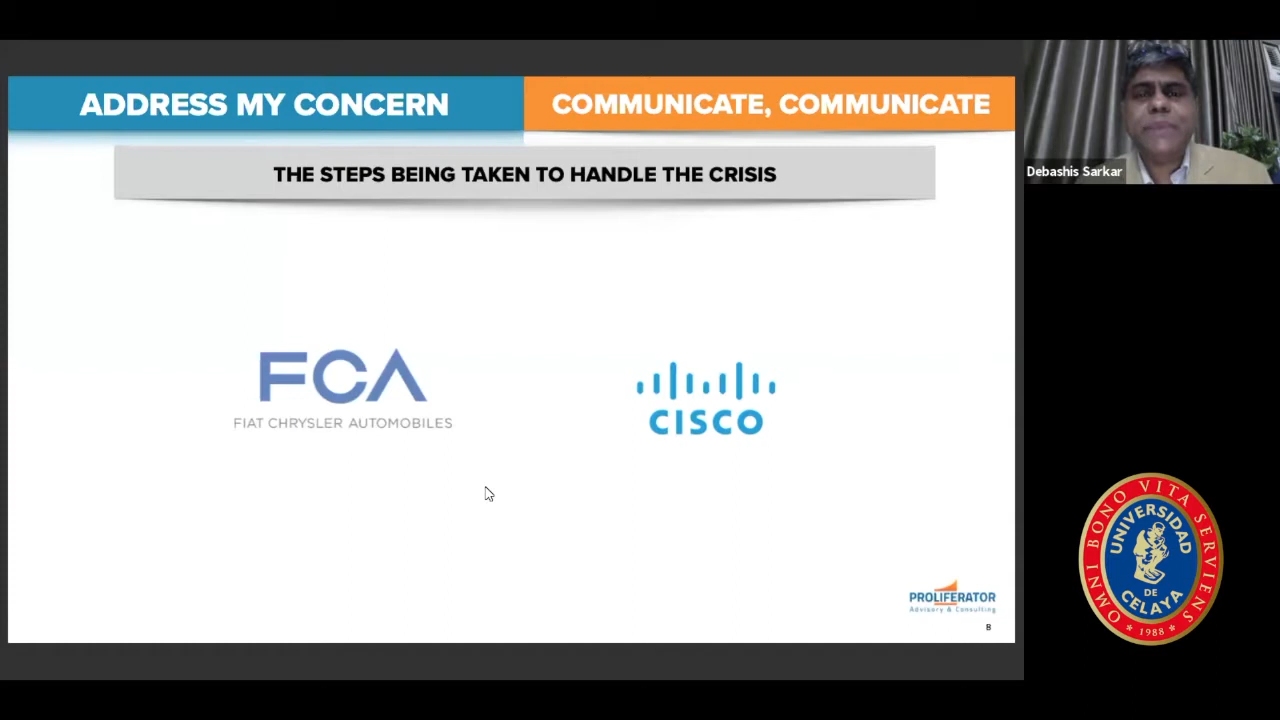 ADDRESS MY CONCERN
COMMUNICATE, COMMUNICATE
THE STEPS BEING TAKEN TO HANDLE THE CRISIS
Debashis Sarkar
FCA
FIAT CHRYSLER AUTOMOBILES
CISCO
PROLIFERATOR
Advisory & Consulting
8
OMNI BONO VITA SERVIENS
UNIVERSIDAD
DE
CELAYA
* 1988 *